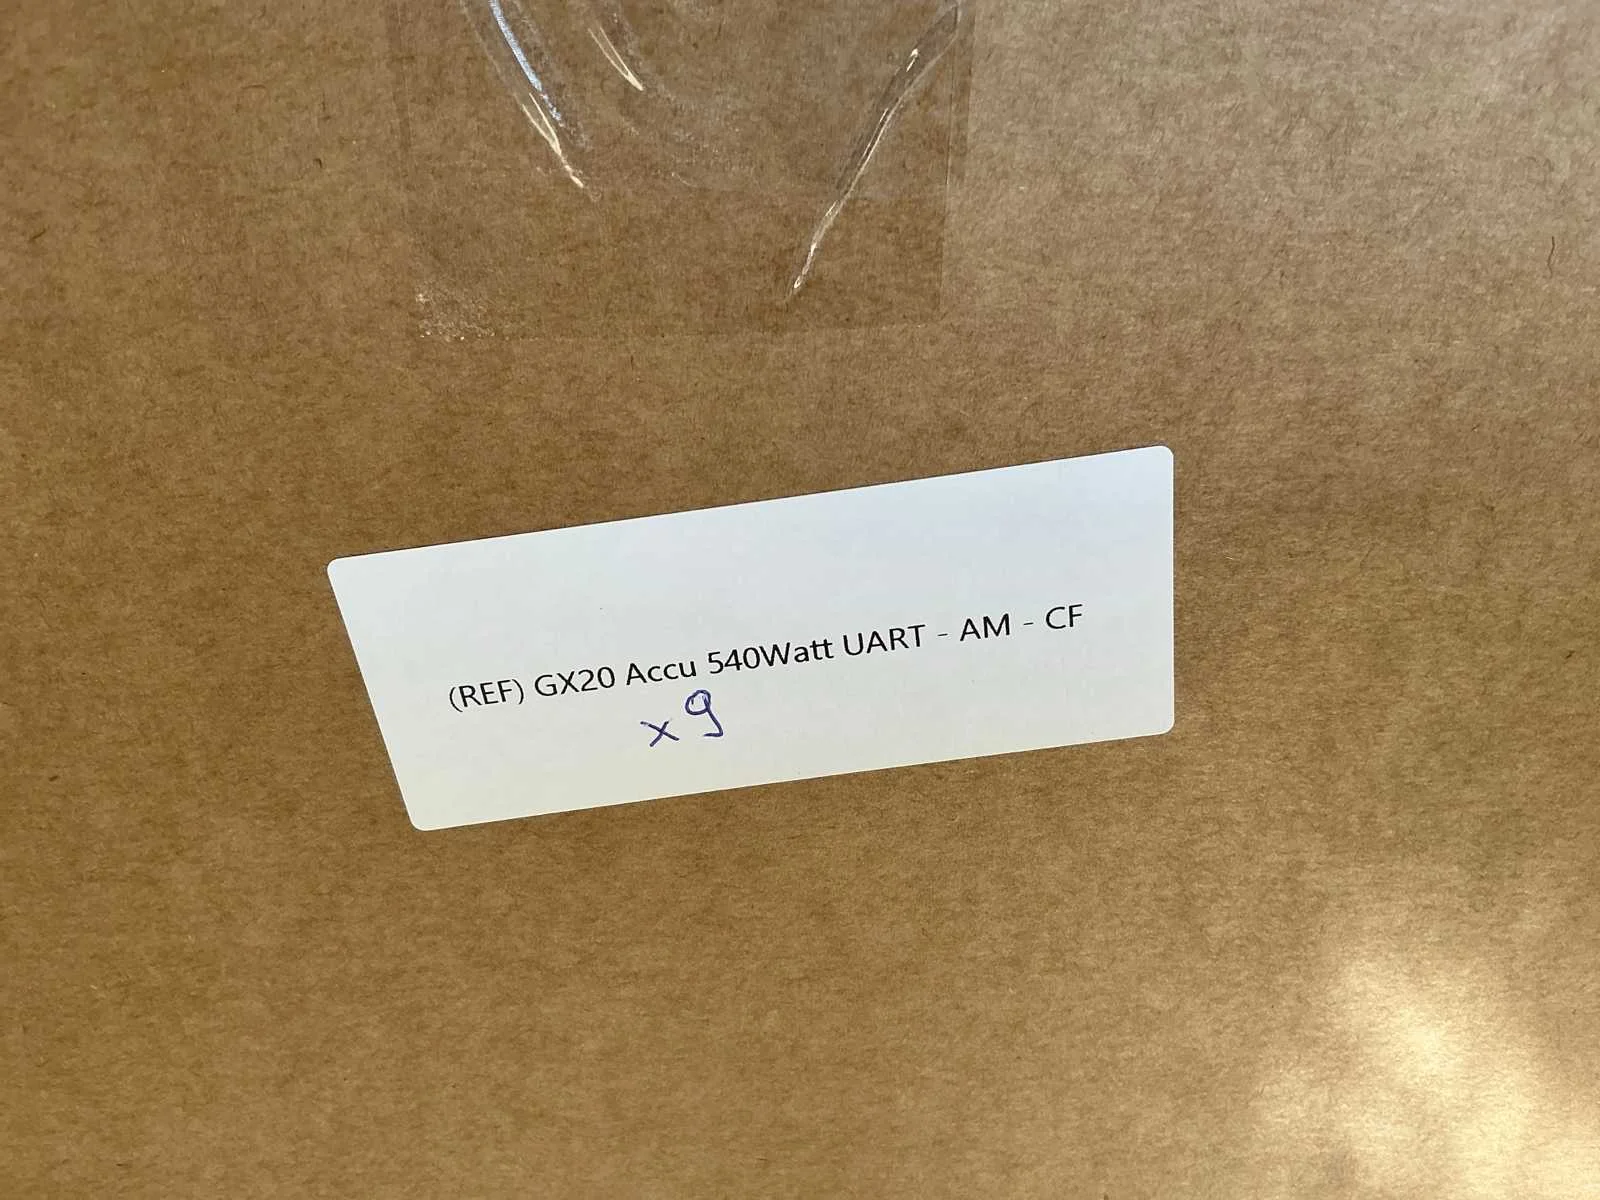 (REF) GX20 Accu 540Watt UART - AM - CF
x9